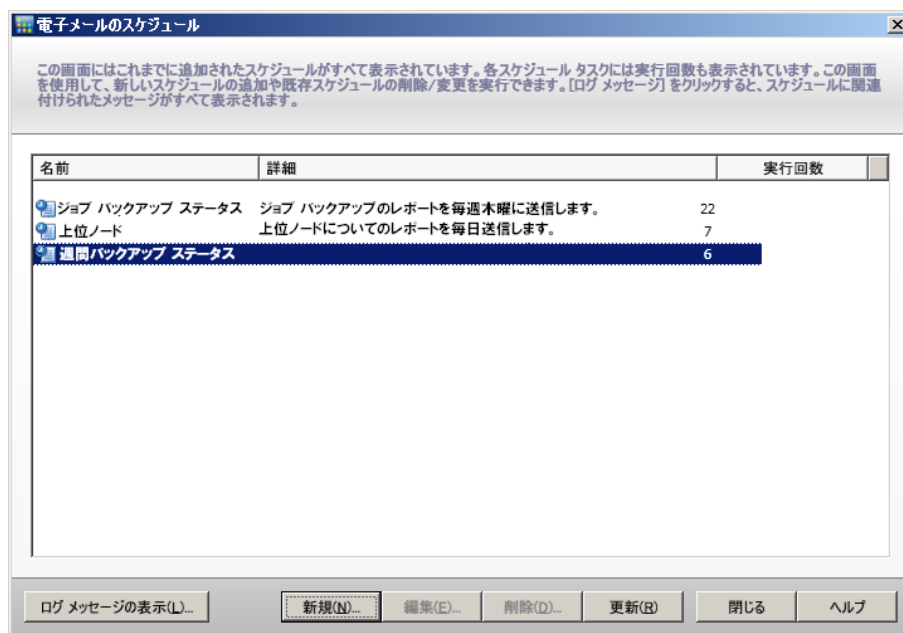 電子メールのスケジュール
この画面にはこれまでに追加されたスケジュールがすべて表示されています。各スケジュール タスクには実行回数も表示されています。この画面
を使用して、新しいスケジュールの追加や既存スケジュールの削除/変更を実行できます。[ログ メッセージ] をクリックすると、スケジュールに関連
付けられたメッセージがすべて表示されます。
名前 詳細 実行回数
ジョブ バックアップ ステータス ジョブ バックアップのレポートを毎週木曜に送信します。 22
上位ノード 上位ノードについてのレポートを毎日送信します。 7
週間バックアップ ステータス 6
ログ メッセージの表示(L)... 新規(N)... 編集(E)... 削除(D)... 更新(R) 閉じる ヘルプ